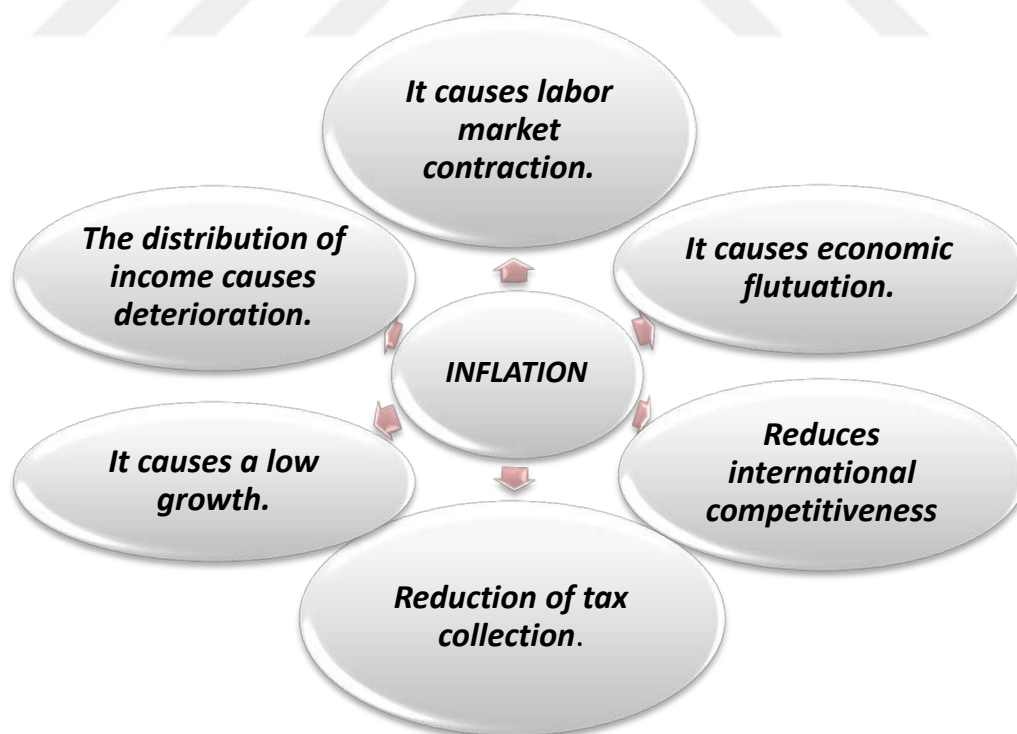 It causes labor
market
contraction.
It causes economic
flutuation.
Reduces
international
competitiveness
Reduction of tax
collection.
It causes a low
growth.
The distribution of
income causes
deterioration.
INFLATION